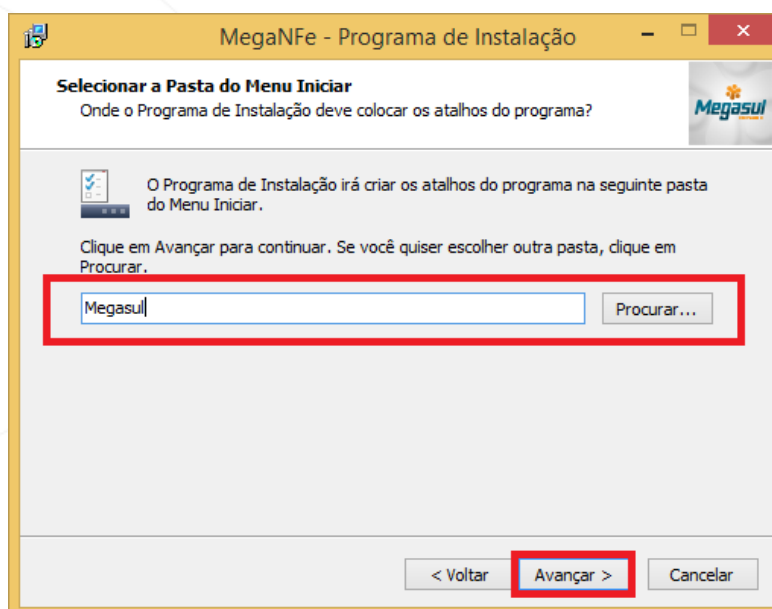 MegaNFe - Programa de Instalação
Selecionar a Pasta do Menu Iniciar
Onde o Programa de Instalação deve colocar os atalhos do programa?
Megasul
O Programa de Instalação irá criar os atalhos do programa na seguinte pasta
do Menu Iniciar.
Clique em Avançar para continuar. Se você quiser escolher outra pasta, clique em
Procurar.
Megasul
Procurar...
< Voltar
Avançar >
Cancelar